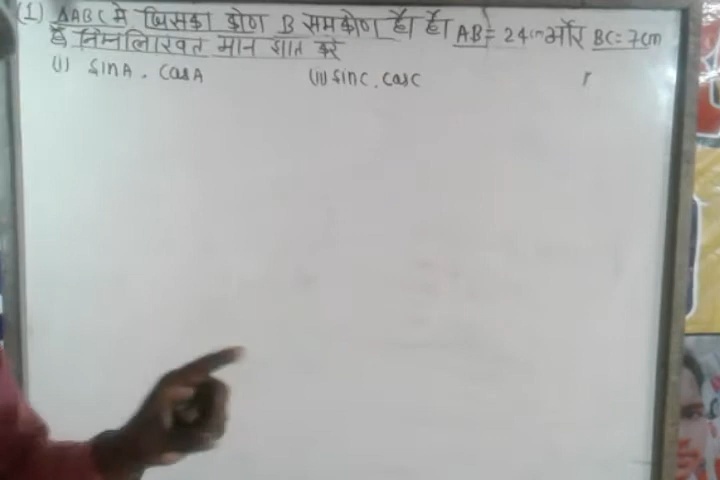 (1) ΔABC मे जिसका कोण B समकोण है है। AB = 24cm और BC = 7cm
है निम्नलिखित मान ज्ञात करे
(i) SinA . CosA (ii) SinC . CosC